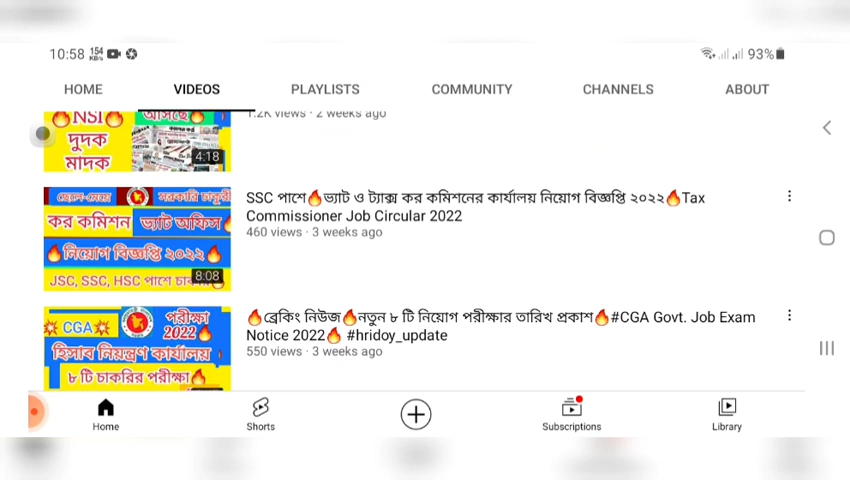 10:58 154 KB/s 93%
HOME VIDEOS PLAYLISTS COMMUNITY CHANNELS ABOUT
🔥NSI🔥 আসছে🔥
দুদক
মাদক
4:18
1.2K views · 2 weeks ago
ছেলে-মেয়ে সরকারি চাকুরী
কর কমিশন ভ্যাট অফিস🔥
🔥নিয়োগ বিজ্ঞপ্তি ২০২২🔥
JSC, SSC, HSC পাশে
8:08
SSC পাশে🔥ভ্যাট ও ট্যাক্স কর কমিশনের কার্যালয় নিয়োগ বিজ্ঞপ্তি ২০২২🔥Tax
Commissioner Job Circular 2022
460 views · 3 weeks ago
💥CGA💥 পরীক্ষা
2022🔥
হিসাব নিয়ন্ত্রণ কার্যালয়
৮ টি চাকরির পরীক্ষা🔥
🔥ব্রেকিং নিউজ🔥নতুন ৮ টি নিয়োগ পরীক্ষার তারিখ প্রকাশ🔥#CGA Govt. Job Exam
Notice 2022🔥 #hridoy_update
550 views · 3 weeks ago
Home Shorts Subscriptions Library